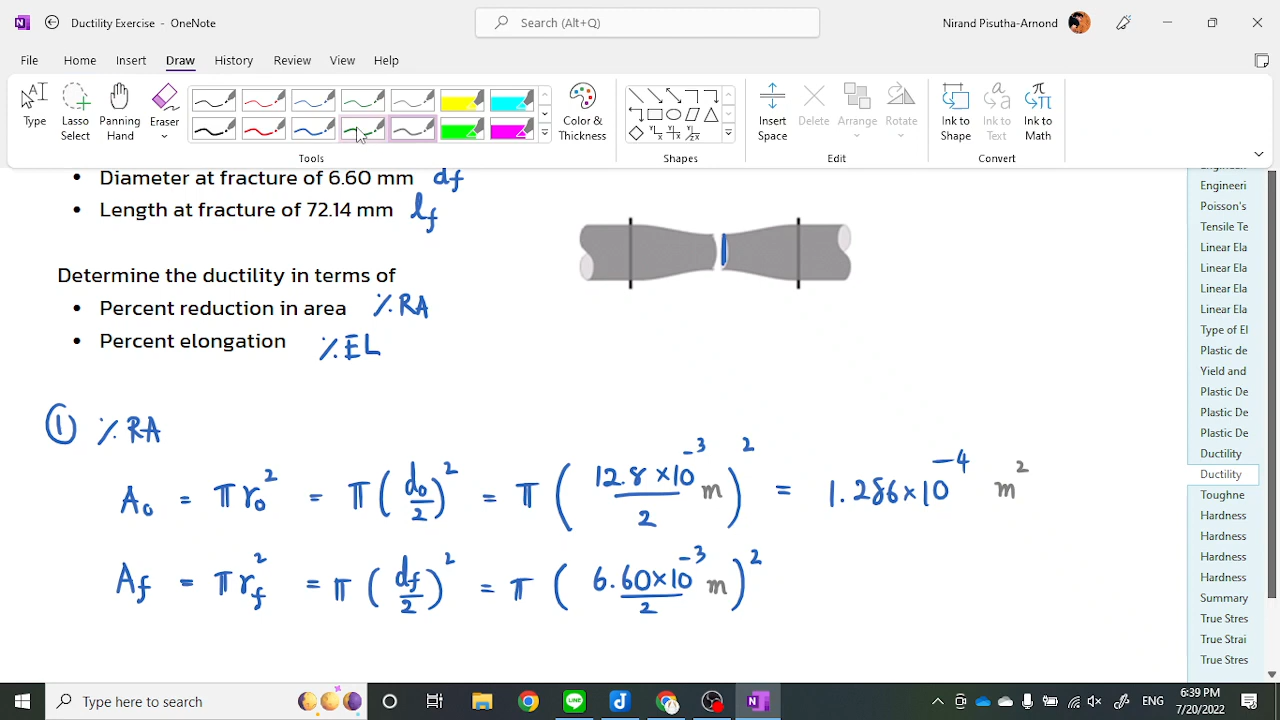 Ductility Exercise - OneNote
Search (Alt+Q)
Nirand Pisutha-Arnond
File Home Insert Draw History Review View Help
Type
Lasso Select
Panning Hand
Eraser
Color & Thickness
Insert Space
Delete
Arrange
Rotate
Ink to Shape
Ink to Text
Ink to Math
Tools
Shapes
Edit
Convert
• Diameter at fracture of 6.60 mm df
• Length at fracture of 72.14 mm lf
Determine the ductility in terms of
• Percent reduction in area % RA
• Percent elongation % EL
① % RA
A₀ = πr₀² = π(d₀/2)² = π(12.8×10⁻³ m/2)² = 1.286×10⁻⁴ m²
Af = πrf² = π(df/2)² = π(6.60×10⁻³ m/2)²
Engineeri
Poisson's
Tensile Te
Linear Ela
Linear Ela
Linear Ela
Linear Ela
Type of El
Plastic de
Yield and
Plastic De
Plastic De
Plastic De
Ductility
Ductility
Toughne
Hardness
Hardness
Hardness
Hardness
Summary
True Stres
True Strai
True Stres
Type here to search
ENG
6:39 PM
7/20/2022